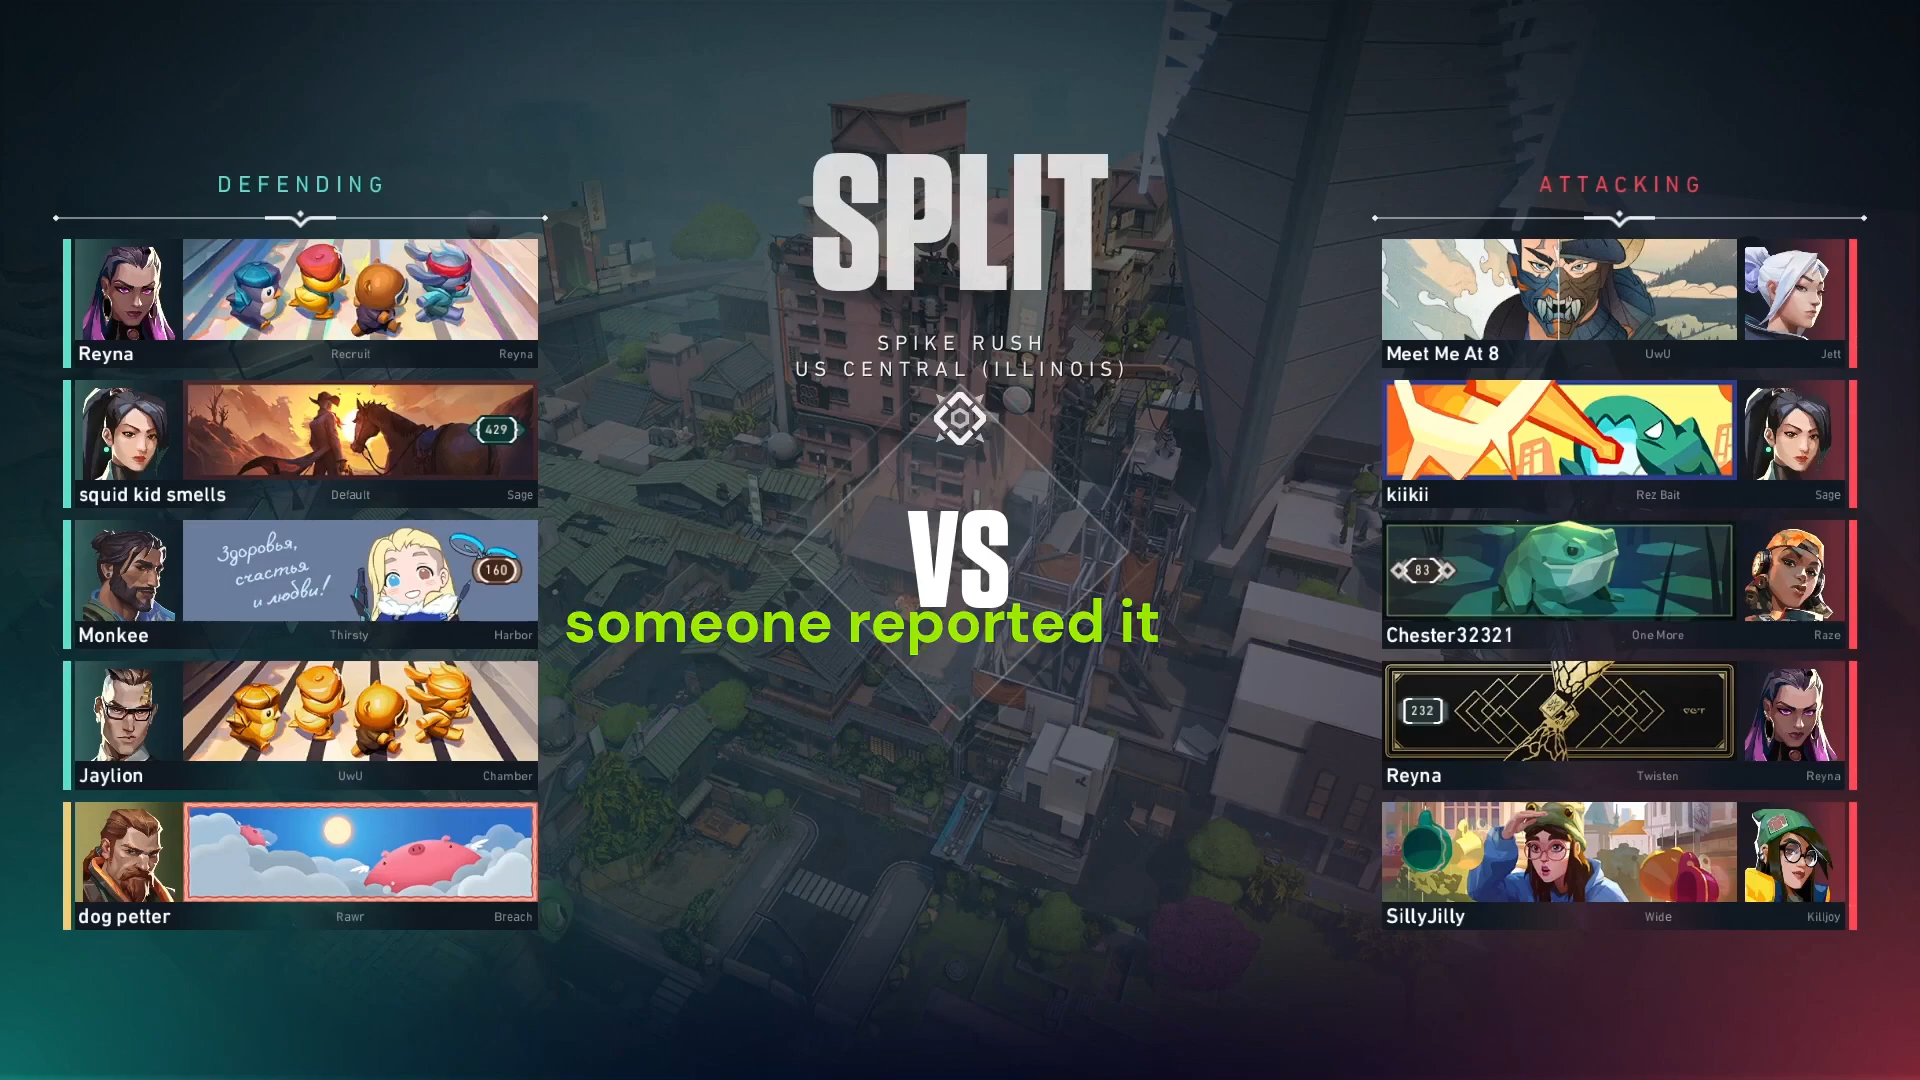 SPLIT
SPIKE RUSH
US CENTRAL (ILLINOIS)
VS
someone reported it
DEFENDING
Reyna Recruit Reyna
429
squid kid smells Default Sage
Здоровья,
счастья
и любви!
160
Monkee Thirsty Harbor
Jaylion UwU Chamber
dog petter Rawr Breach
ATTACKING
Meet Me At 8 UwU Jett
kiikii Rez Bait Sage
83
Chester32321 One More Raze
232
VCT
Reyna Twisten Reyna
SillyJilly Wide Killjoy